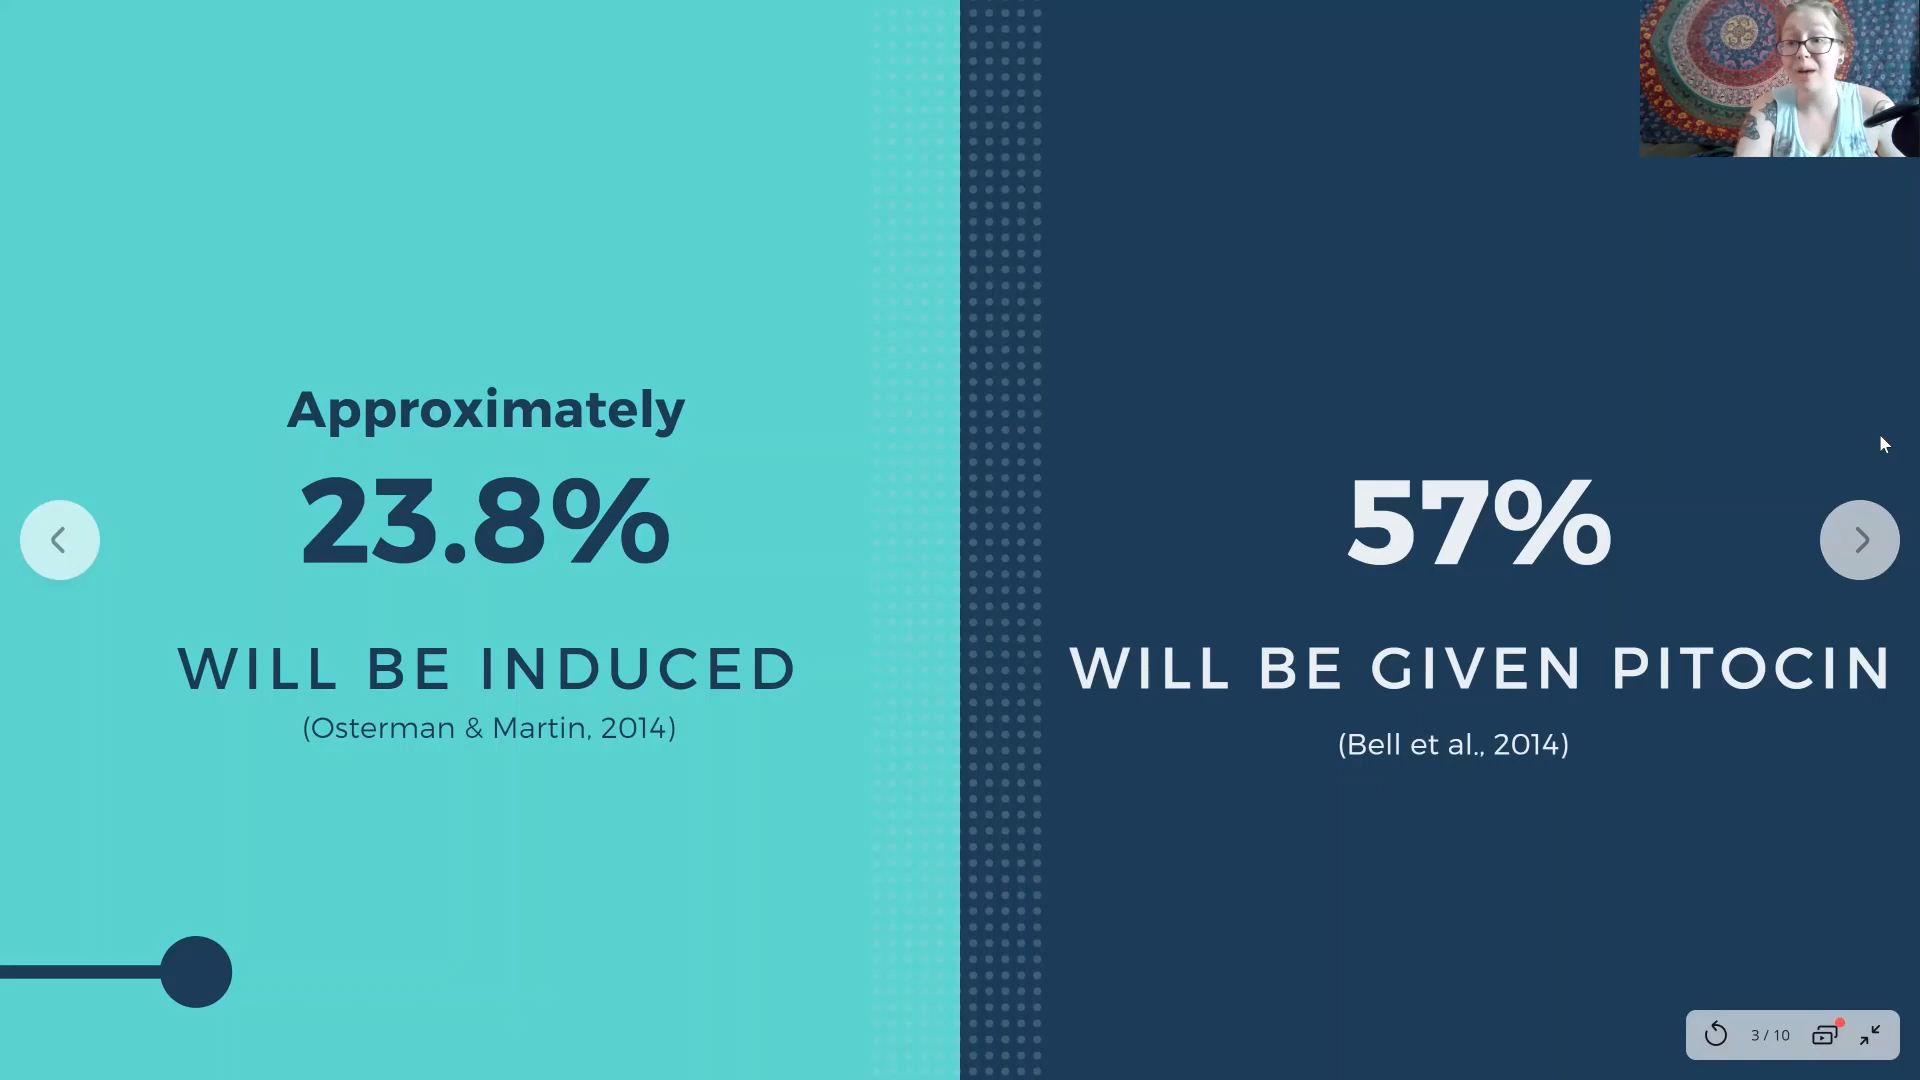 Approximately
23.8%
WILL BE INDUCED
(Osterman & Martin, 2014)
57%
WILL BE GIVEN PITOCIN
(Bell et al., 2014)
3 / 10